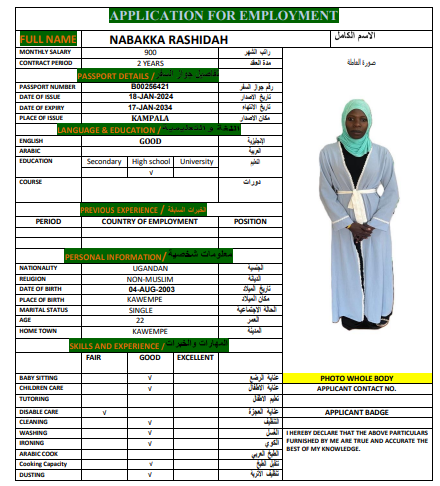 APPLICATION FOR EMPLOYMENT
FULL NAME NABAKKA RASHIDAH الاسم الكامل
MONTHLY SALARY 900 راتب الشهر
CONTRACT PERIOD 2 YEARS مدة العقد
صورة العاملة
PASSPORT DETAILS / تفاصيل جواز السفر
PASSPORT NUMBER B00256421 رقم جواز السفر
DATE OF ISSUE 18-JAN-2024 تاريخ الاصدار
DATE OF EXPIRY 17-JAN-2034 تاريخ الانتهاء
PLACE OF ISSUE KAMPALA مكان الاصدار
LANGUAGE & EDUCATION /
ENGLISH GOOD الإنجليزية
ARABIC العربية
EDUCATION Secondary High school University التعليم
√
COURSE دورات
PREVIOUS EXPERIENCE / الخبرات السابقة
PERIOD COUNTRY OF EMPLOYMENT POSITION
PERSONAL INFORMATION / معلومات الشخصية
NATIONALITY UGANDAN الجنسية
RELIGION NON-MUSLIM الديانة
DATE OF BIRTH 04-AUG-2003 تاريخ الميلاد
PLACE OF BIRTH KAWEMPE مكان الميلاد
MARITAL STATUS SINGLE الحالة الاجتماعية
AGE 22 العمر
HOME TOWN KAWEMPE المدينة
SKILLS AND EXPERIENCE / المهارات والخبرات
FAIR GOOD EXCELLENT
BABY SITTING √ عناية الرضع
CHILDREN CARE √ عناية الاطفال
TUTORING تعليم الاطفال
DISABLE CARE √ عناية العجزة
CLEANING √ التنظيف
WASHING √ الغسل
IRONING √ الكوي
ARABIC COOK الطبخ العربي
Cooking Capacity √ الطبخ
DUSTING √ تنظيف الأتربة
PHOTO WHOLE BODY
APPLICANT CONTACT NO.
APPLICANT BADGE
I HEREBY DECLARE THAT THE ABOVE PARTICULARS
FURNISHED BY ME ARE TRUE AND ACCURATE THE
BEST OF MY KNOWLEDGE.